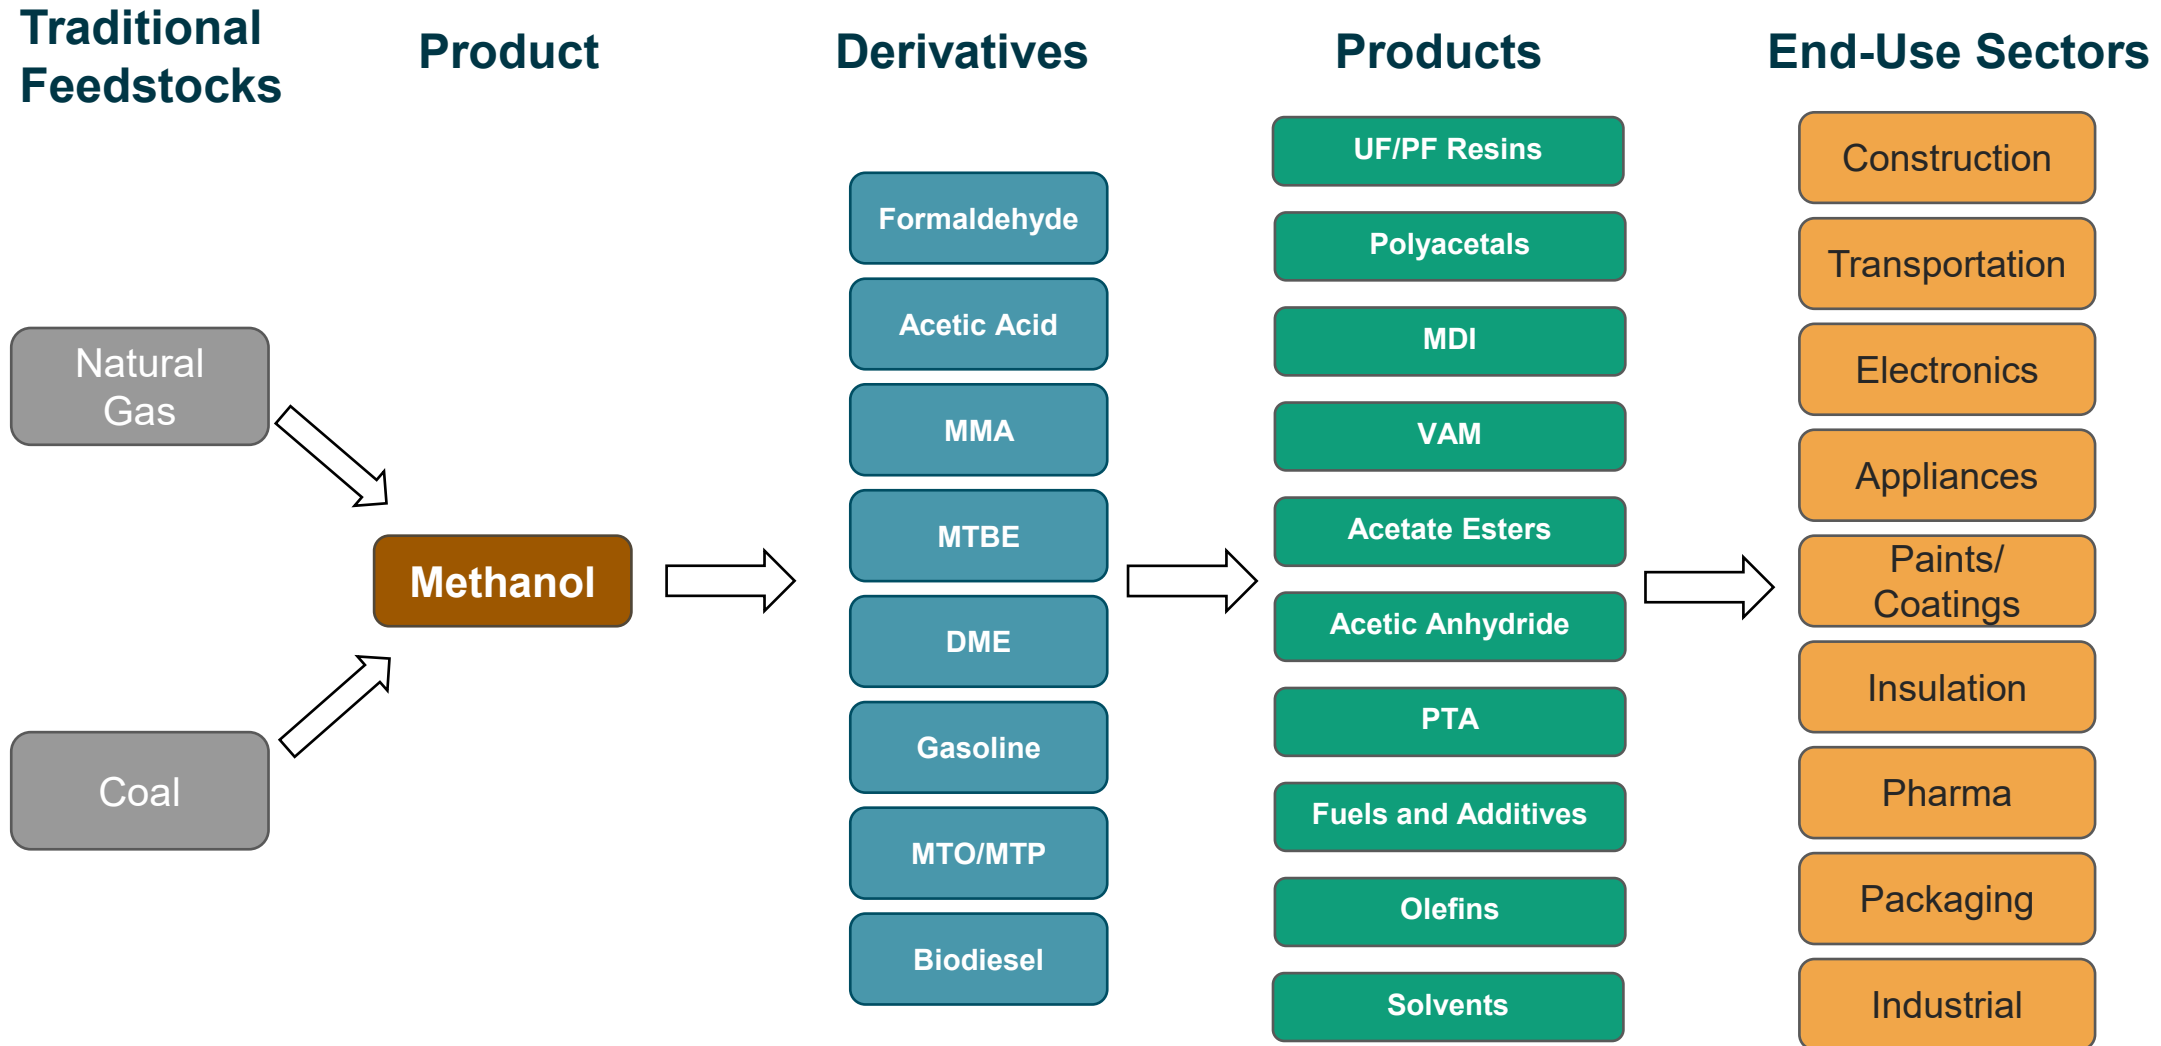 Traditional
Feedstocks
Product
Derivatives
Products
End-Use Sectors
Natural
Gas
Coal
Methanol
Formaldehyde
Acetic Acid
MMA
MTBE
DME
Gasoline
MTO/MTP
Biodiesel
UF/PF Resins
Polyacetals
MDI
VAM
Acetate Esters
Acetic Anhydride
PTA
Fuels and Additives
Olefins
Solvents
Construction
Transportation
Electronics
Appliances
Paints/
Coatings
Insulation
Pharma
Packaging
Industrial